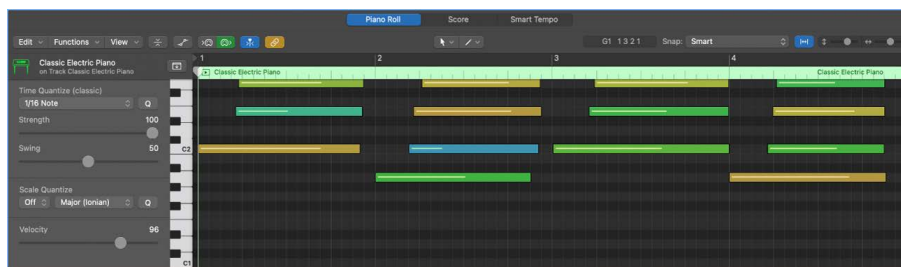 Piano Roll Score Smart Tempo
Edit Functions View G1 1 3 2 1 Snap: Smart
Classic Electric Piano
on Track Classic Electric Piano
1 2 3 4
Classic Electric Piano Classic Electric Piano
Time Quantize (classic)
1/16 Note Q
Strength 100
Swing 50
C2
Scale Quantize
Off Major (Ionian) Q
Velocity 96
C1